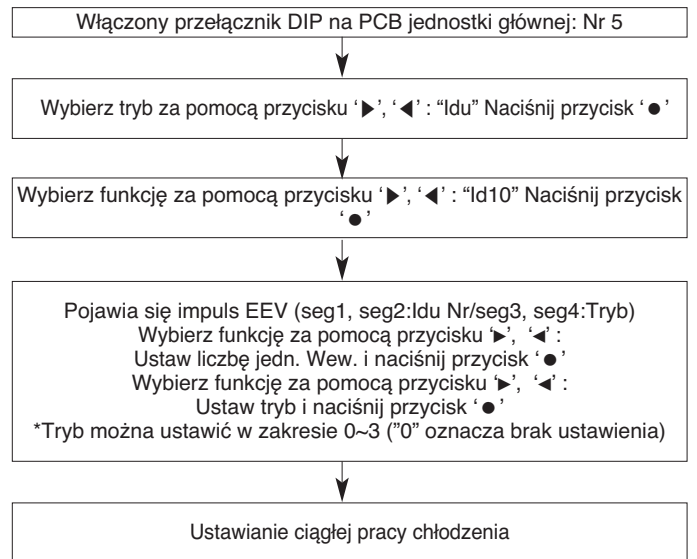 Włączony przełącznik DIP na PCB jednostki głównej: Nr 5
Wybierz tryb za pomocą przycisku ‘▶’, ‘◀’ : “Idu” Naciśnij przycisk ‘●’
Wybierz funkcję za pomocą przycisku ‘▶’, ‘◀’ : “Id10” Naciśnij przycisk
‘●’
Pojawia się impuls EEV (seg1, seg2:Idu Nr/seg3, seg4:Tryb)
Wybierz funkcję za pomocą przycisku ‘►’, ‘◄’ :
Ustaw liczbę jedn. Wew. i naciśnij przycisk ‘●’
Wybierz funkcję za pomocą przycisku ‘►’, ‘◄’ :
Ustaw tryb i naciśnij przycisk ‘●’
*Tryb można ustawić w zakresie 0~3 (”0” oznacza brak ustawienia)
Ustawianie ciągłej pracy chłodzenia